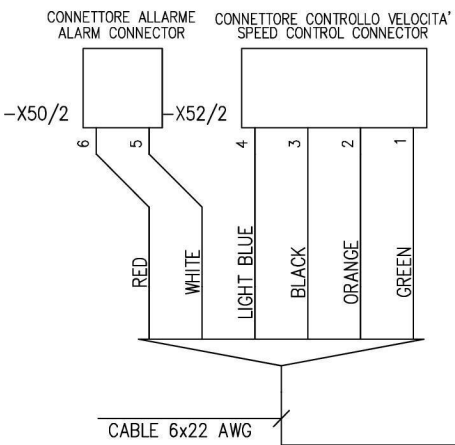 CONNETTORE ALLARME
ALARM CONNECTOR
CONNETTORE CONTROLLO VELOCITA'
SPEED CONTROL CONNECTOR
-X50/2
-X52/2
6
5
4
3
2
1
RED
WHITE
LIGHT BLUE
BLACK
ORANGE
GREEN
CABLE 6x22 AWG